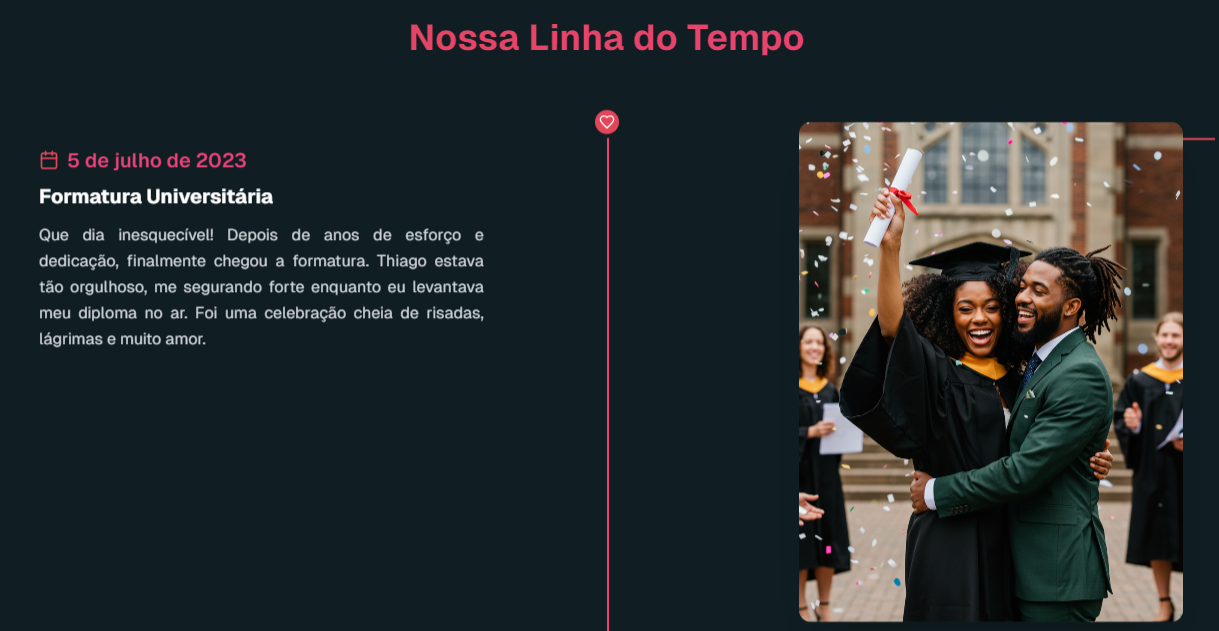 Nossa Linha do Tempo
5 de julho de 2023
Formatura Universitária
Que dia inesquecível! Depois de anos de esforço e
dedicação, finalmente chegou a formatura. Thiago estava
tão orgulhoso, me segurando forte enquanto eu levantava
meu diploma no ar. Foi uma celebração cheia de risadas,
lágrimas e muito amor.